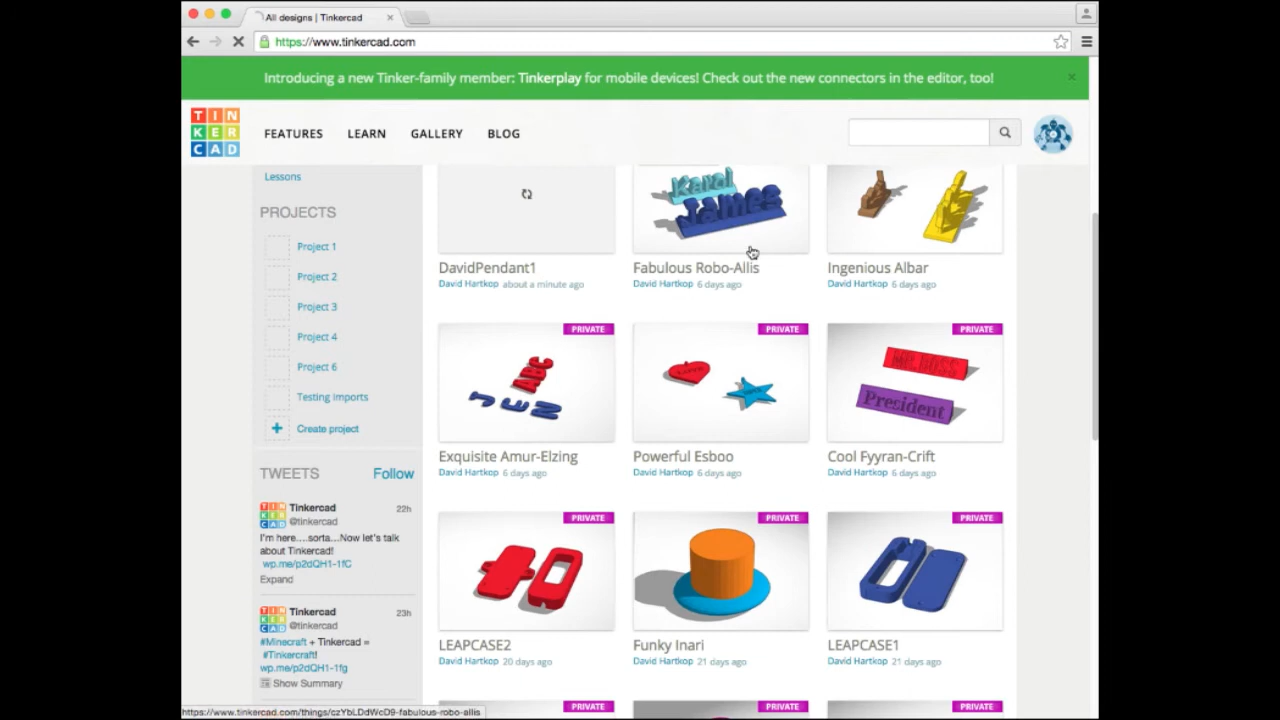 All designs | Tinkercad
https://www.tinkercad.com
Introducing a new Tinker-family member: Tinkerplay for mobile devices! Check out the new connectors in the editor, too!
TIN
KER
CAD
FEATURES LEARN GALLERY BLOG
Lessons
PROJECTS
Project 1
Project 2
Project 3
Project 4
Project 6
Testing imports
Create project
TWEETS Follow
Tinkercad 22h
@tinkercad
I'm here....sorta...Now let's talk
about Tinkercad!
wp.me/p2dQH1-1fC
Expand
Tinkercad 23h
@tinkercad
#Minecraft + Tinkercad =
#Tinkercraft!
wp.me/p2dQH1-1fg
Show Summary
Karol
James
DavidPendant1
David Hartkop about a minute ago
Fabulous Robo-Allis
David Hartkop 6 days ago
Ingenious Albar
David Hartkop 6 days ago
PRIVATE
ABC
JEN
Exquisite Amur-Elzing
David Hartkop 6 days ago
PRIVATE
LOVE
Powerful Esboo
David Hartkop 6 days ago
PRIVATE
MR.BOSS
President
Cool Fyyran-Crift
David Hartkop 6 days ago
PRIVATE
LEAPCASE2
David Hartkop 20 days ago
PRIVATE
Funky Inari
David Hartkop 21 days ago
PRIVATE
LEAPCASE1
David Hartkop 21 days ago
PRIVATE
PRIVATE
PRIVATE
https://www.tinkercad.com/things/czYbLDdWcD9-fabulous-robo-allis